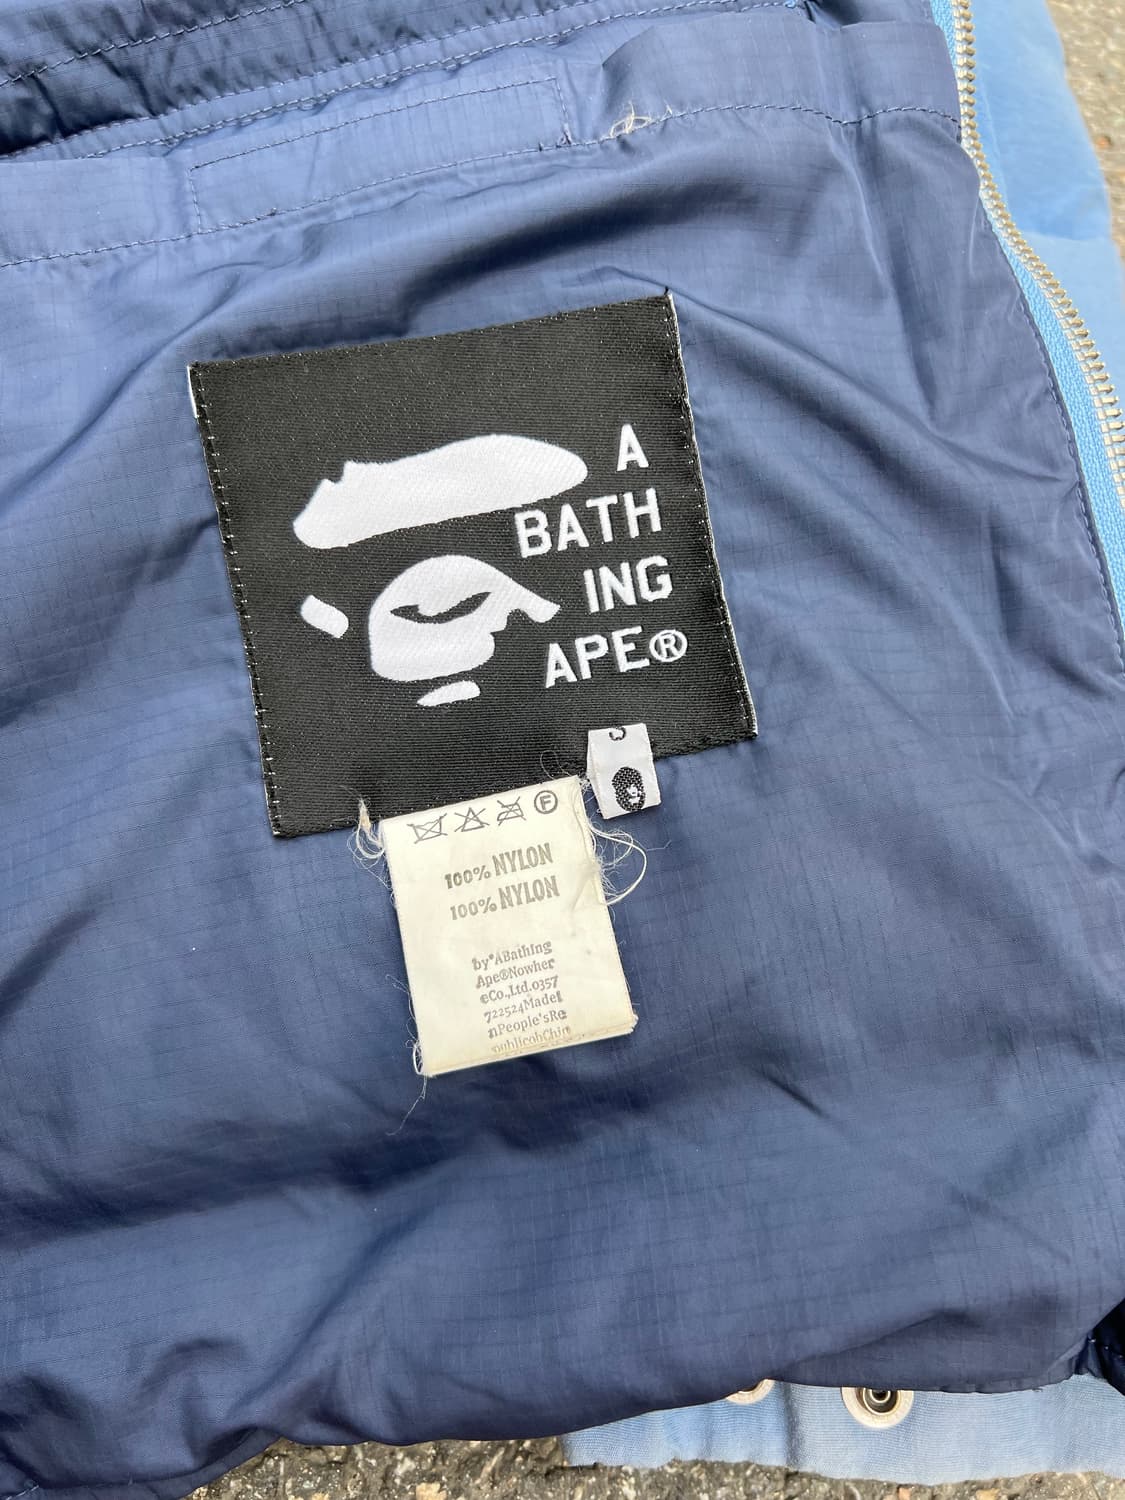 A
BATH
ING
APE®
F
100% NYLON
100% NYLON
by*ABathing
Ape®Nowher
eCo.,Ltd.0357
722524MadeI
nPeople'sRe